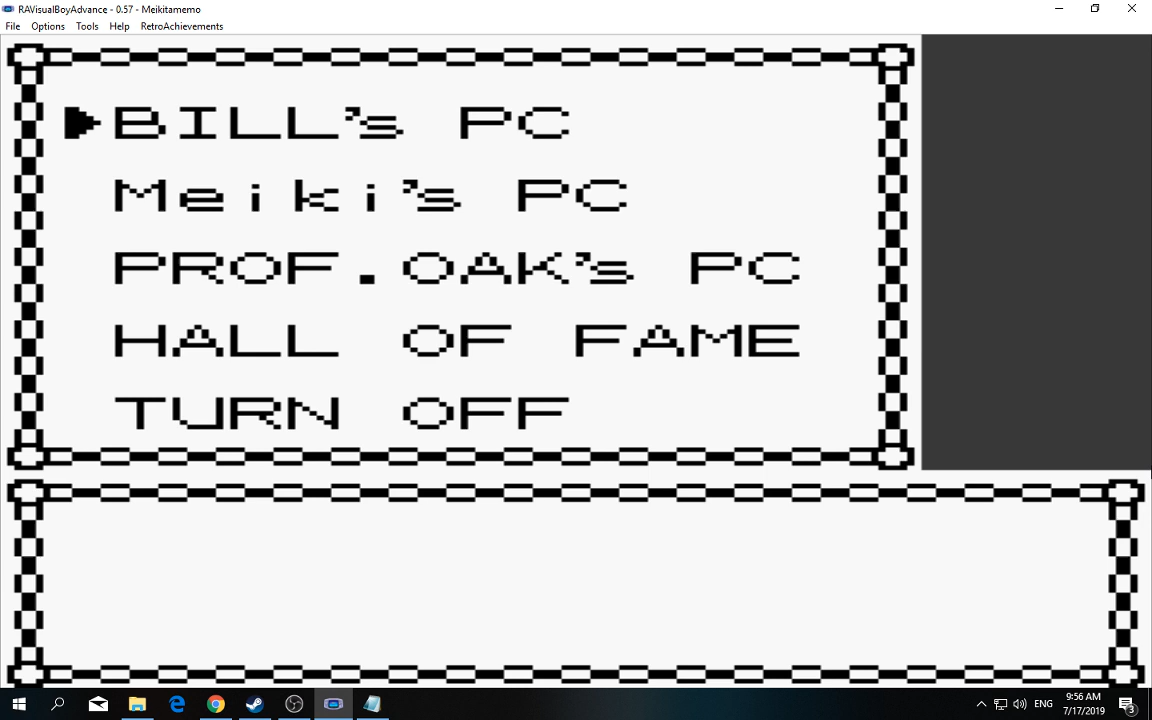 RAVisualBoyAdvance - 0.57 - Meikitamemo
File Options Tools Help RetroAchievements
▶BILL's PC
Meiki's PC
PROF.OAK's PC
HALL OF FAME
TURN OFF
ENG
9:56 AM
7/17/2019
3